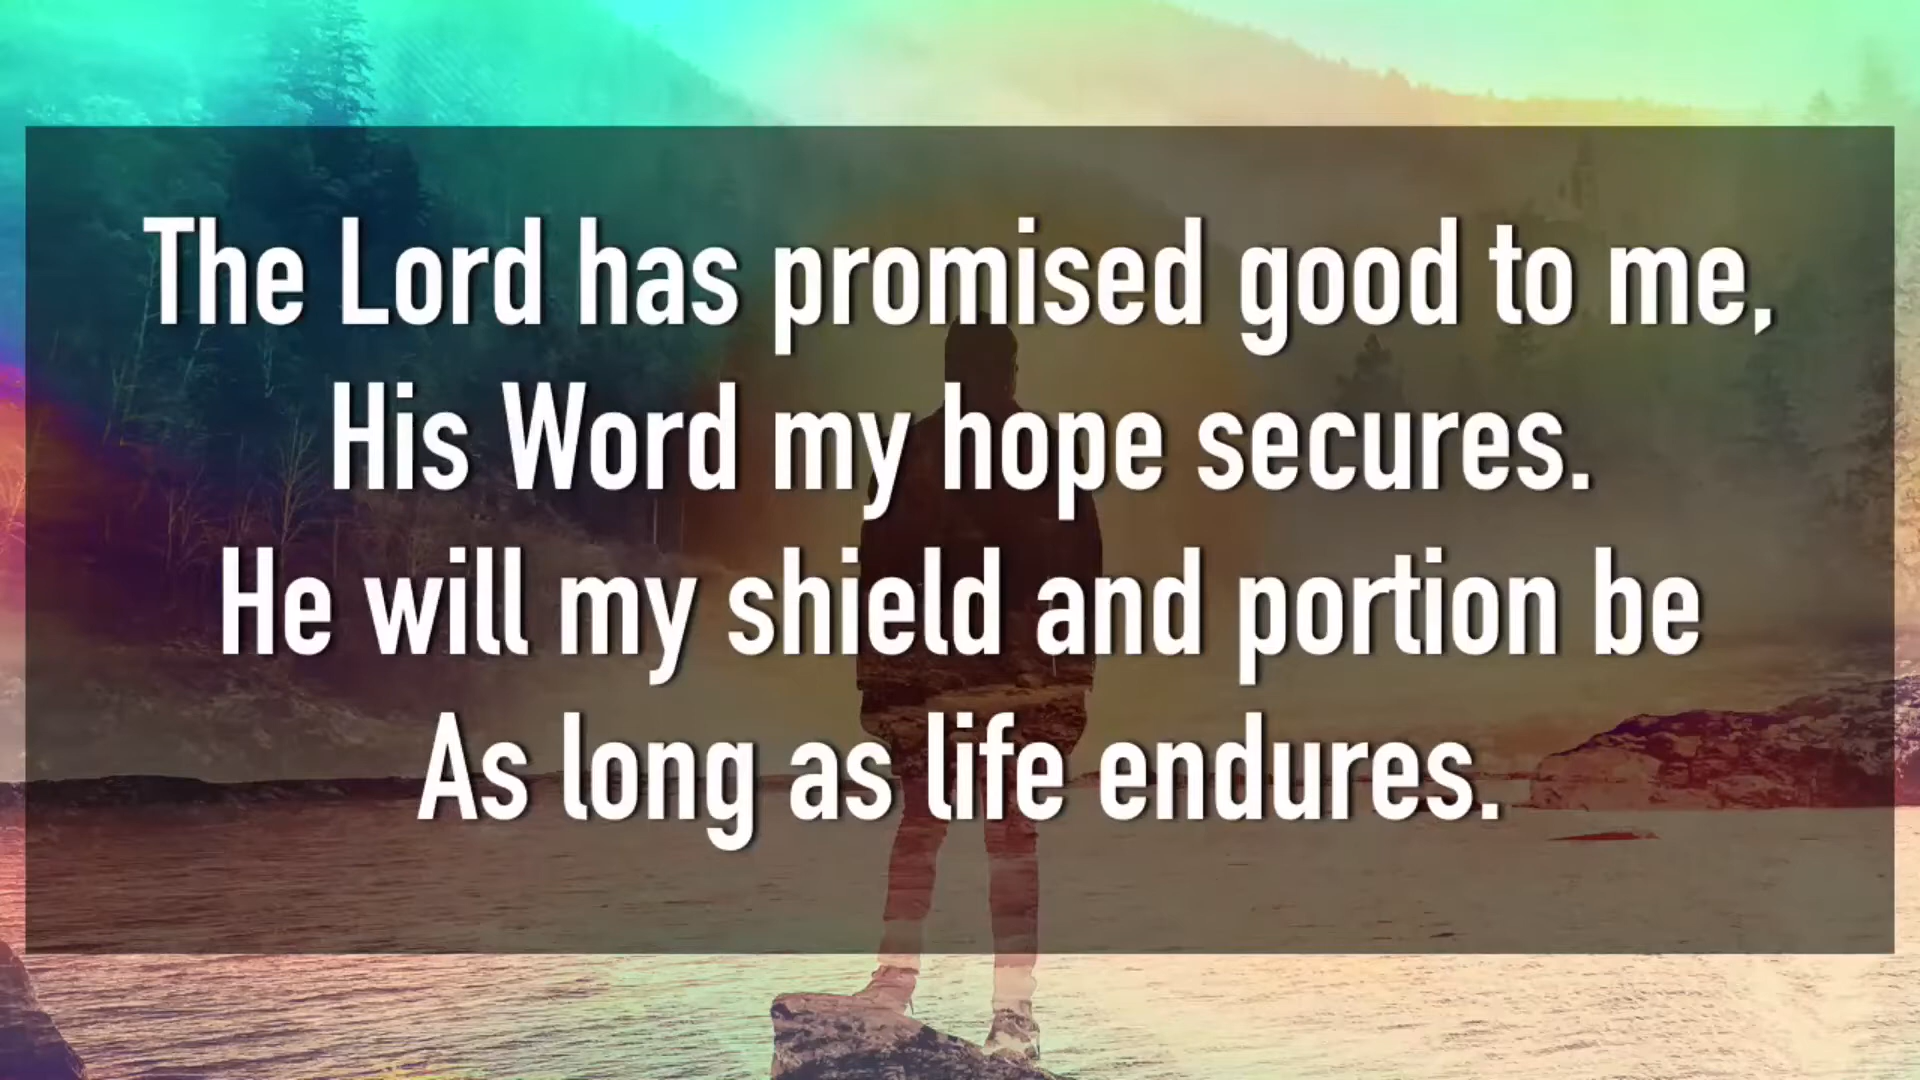 The Lord has promised good to me,
His Word my hope secures.
He will my shield and portion be
As long as life endures.